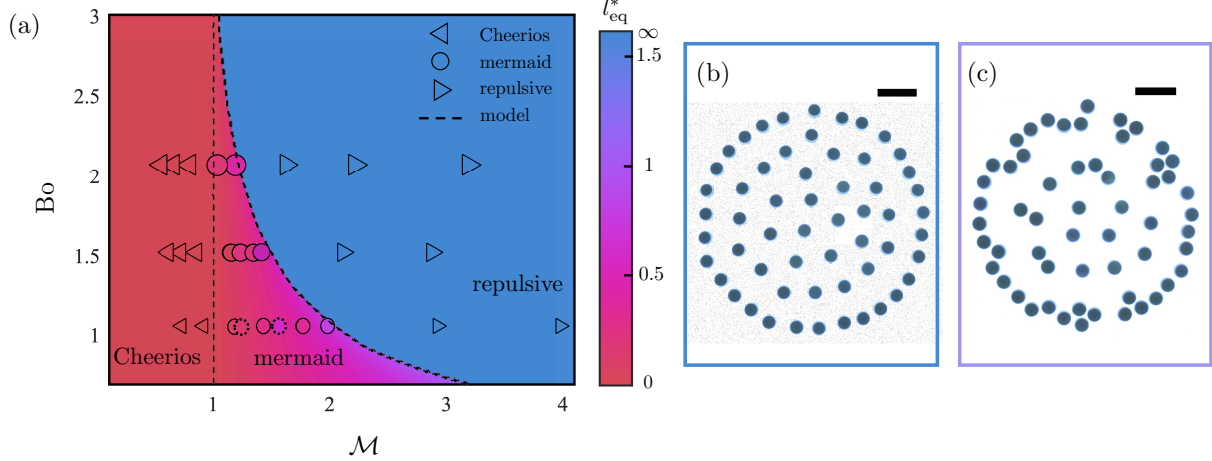 (a)
3
2.5
2
1.5
1
Bo
1
2
3
4
ℳ
Cheerios
mermaid
repulsive
model
repulsive
Cheerios
mermaid
l*eq
∞
1.5
1
0.5
0
(b)
(c)